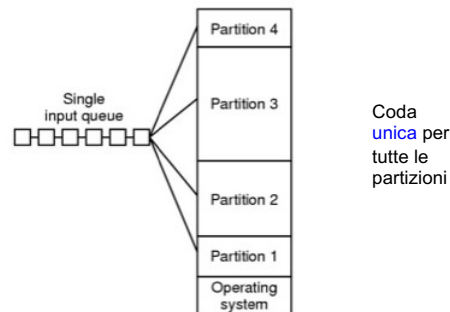 Partition 4
Single
input queue
Partition 3
Partition 2
Partition 1
Operating
system
Coda
unica per
tutte le
partizioni